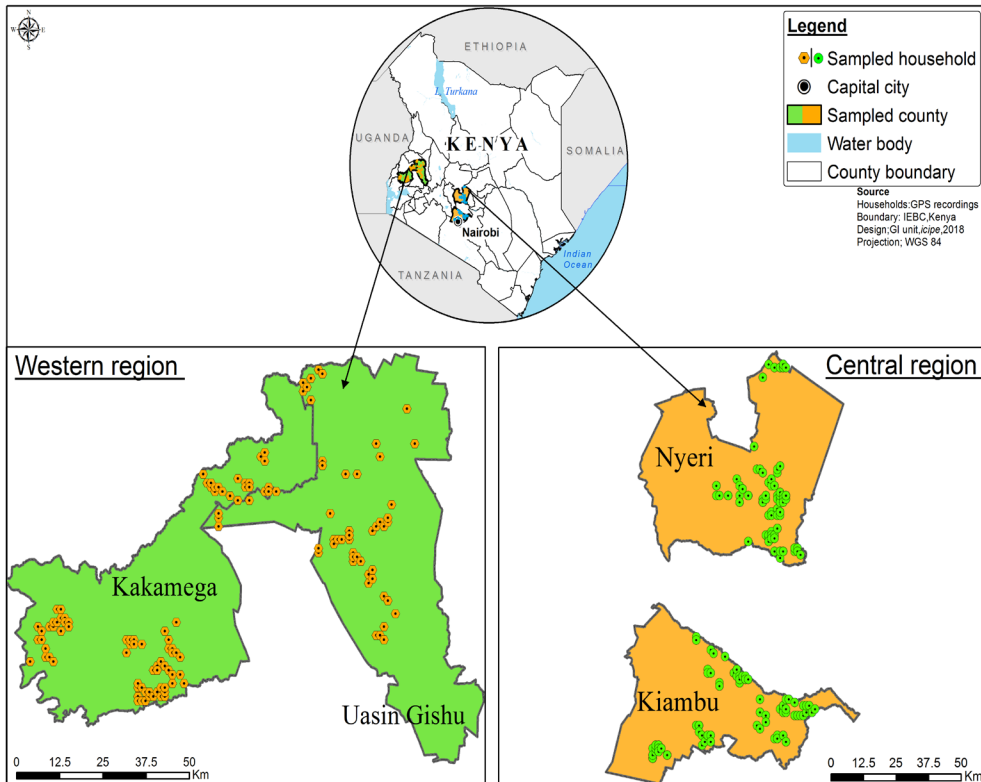 N
W E
S
ETHIOPIA
L. Turkana
UGANDA
KENYA
SOMALIA
Nairobi
Indian
Ocean
TANZANIA
Legend
Sampled household
Capital city
Sampled county
Water body
County boundary
Source
Households:GPS recordings
Boundary: IEBC,Kenya
Design;GI unit,icipe,2018
Projection; WGS 84
Western region
Kakamega
Uasin Gishu
0 12.5 25 37.5 50
Km
Central region
Nyeri
Kiambu
0 12.5 25 37.5 50
Km